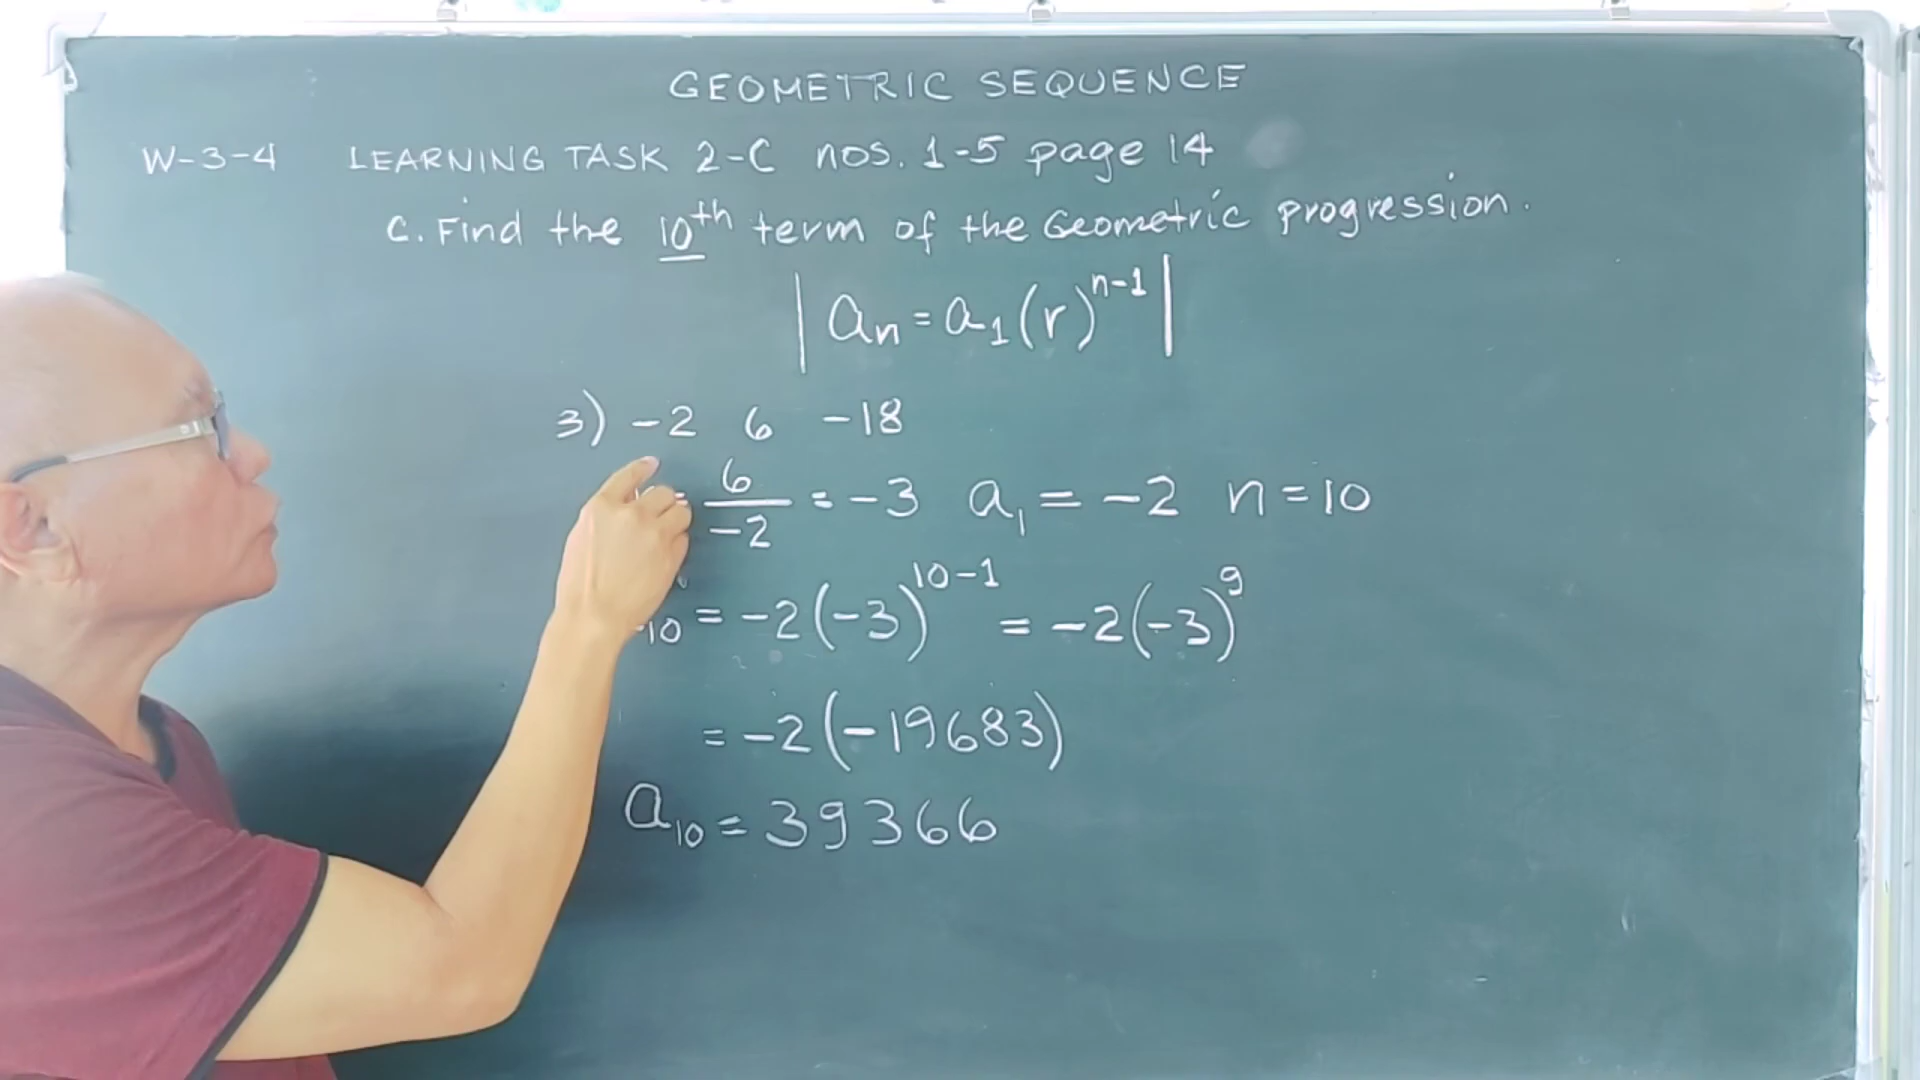 GEOMETRIC SEQUENCE
W-3-4 LEARNING TASK 2-C nos. 1-5 page 14
C. Find the 10th term of the Geometric progression.
| an = a1(r)^n-1 |
3) -2 6 -18
= 6/-2 = -3 a1 = -2 n = 10
10 = -2(-3)^10-1 = -2(-3)^9
= -2(-19683)
a10 = 39366